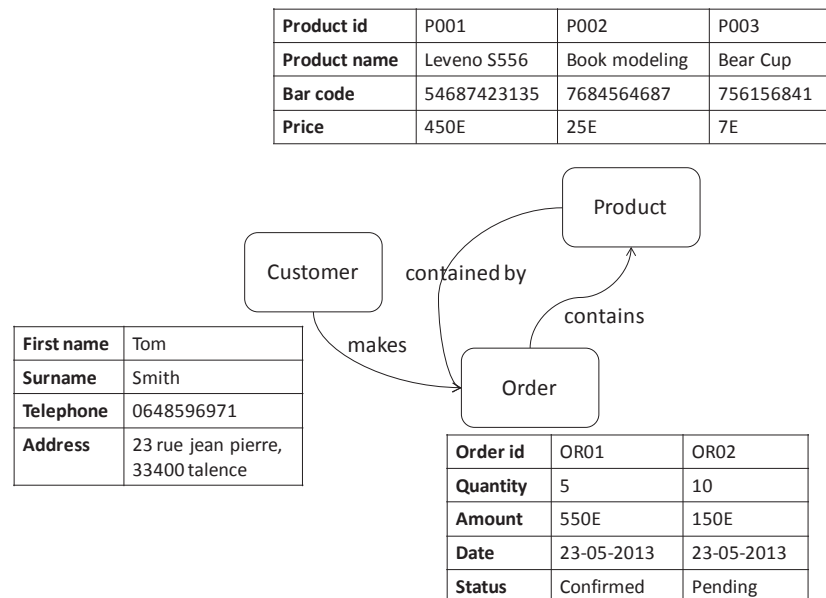 Product id P001 P002 P003
Product name Leveno S556 Book modeling Bear Cup
Bar code 54687423135 7684564687 756156841
Price 450E 25E 7E
Product
Customer
contained by
contains
makes
First name Tom
Surname Smith
Telephone 0648596971
Address 23 rue jean pierre,
33400 talence
Order
Order id OR01 OR02
Quantity 5 10
Amount 550E 150E
Date 23-05-2013 23-05-2013
Status Confirmed Pending